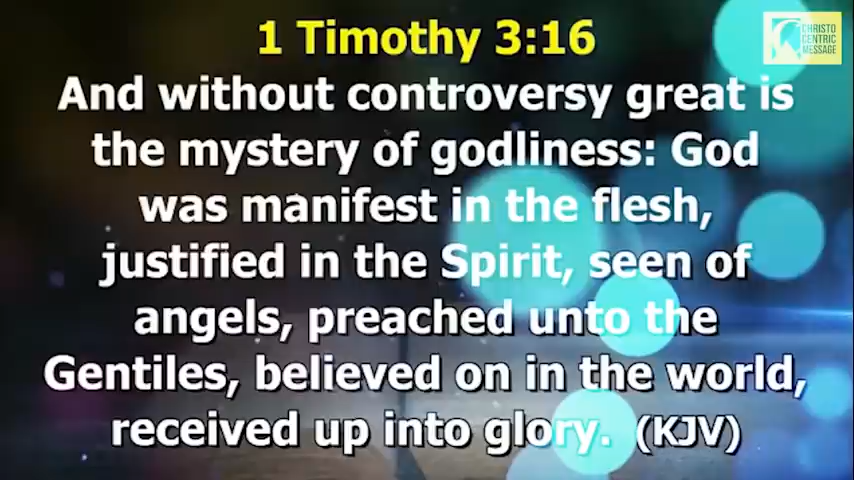 1 Timothy 3:16
CHRISTO
CENTRIC
MESSAGE
And without controversy great is
the mystery of godliness: God
was manifest in the flesh,
justified in the Spirit, seen of
angels, preached unto the
Gentiles, believed on in the world,
received up into glory. (KJV)